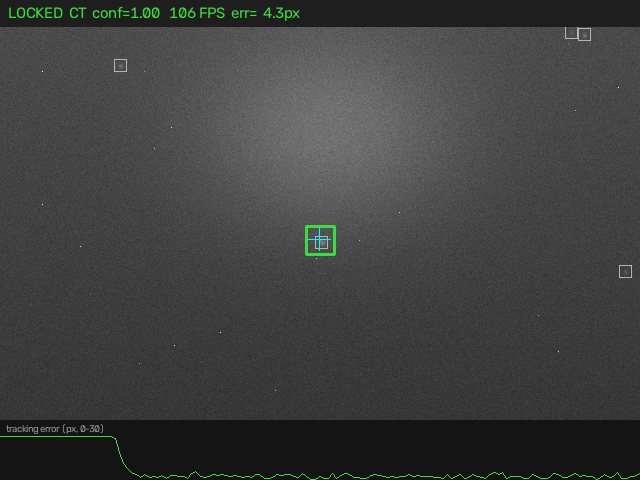 LOCKED CT conf=1.00 106 FPS err= 4.3px
tracking error (px, 0-30)